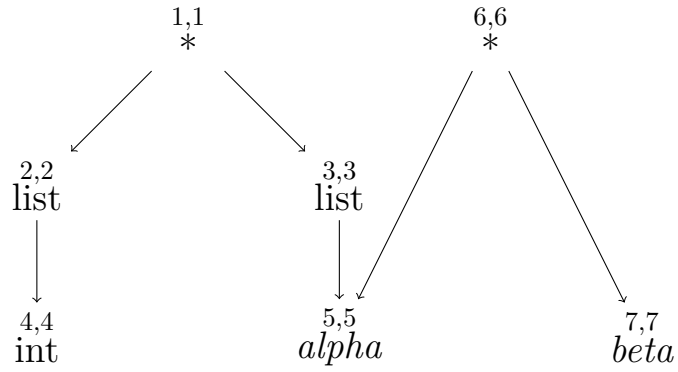 1,1 6,6
* *
2,2 3,3
list list
4,4 5,5 7,7
int alpha beta